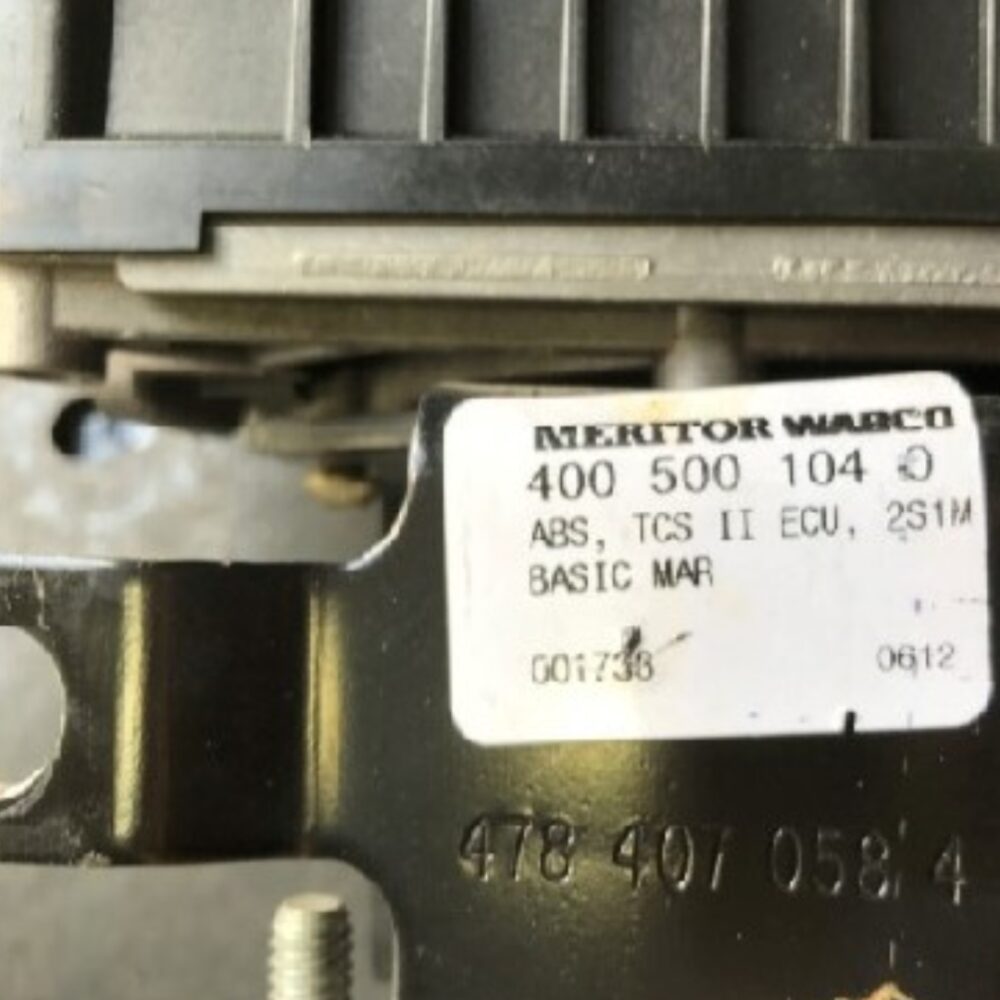 MERITOR WABCO
400 500 104 0
ABS, TCS II ECU, 2S1M
BASIC MAR
001738
0612
478 407 058 4